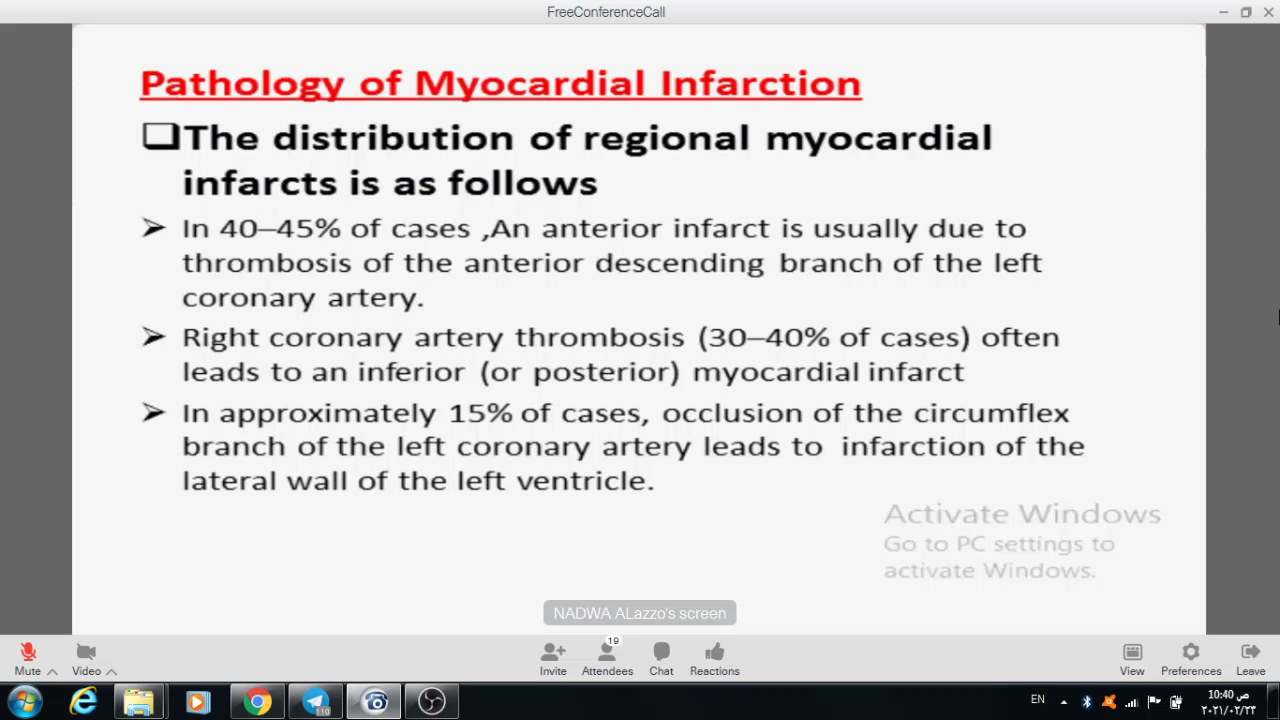 FreeConferenceCall
Pathology of Myocardial Infarction
The distribution of regional myocardial
infarcts is as follows
In 40–45% of cases ,An anterior infarct is usually due to
thrombosis of the anterior descending branch of the left
coronary artery.
Right coronary artery thrombosis (30–40% of cases) often
leads to an inferior (or posterior) myocardial infarct
In approximately 15% of cases, occlusion of the circumflex
branch of the left coronary artery leads to infarction of the
lateral wall of the left ventricle.
Activate Windows
Go to PC settings to
activate Windows.
NADWA ALazzo's screen
19
Mute Video Invite Attendees Chat Reactions View Preferences Leave
110
EN
10:40 ص
٢٠٢١/٠٢/٢٣